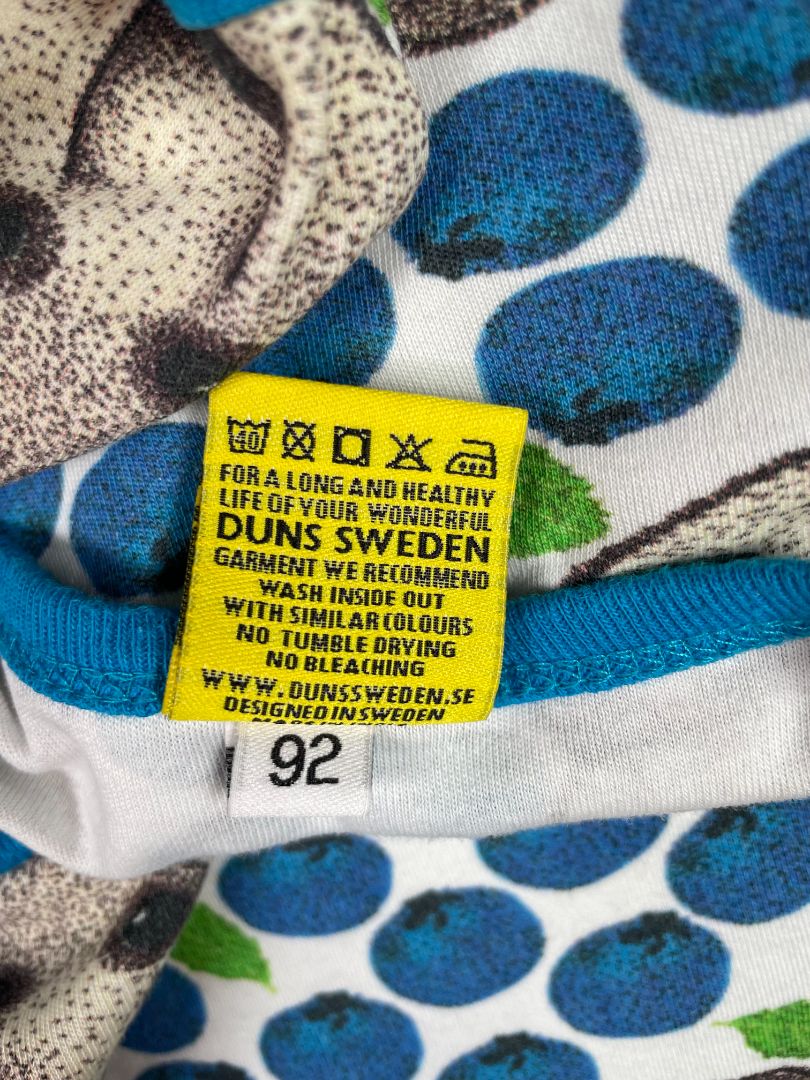 40
FOR A LONG AND HEALTHY
LIFE OF YOUR WONDERFUL
DUNS SWEDEN
GARMENT WE RECOMMEND
WASH INSIDE OUT
WITH SIMILAR COLOURS
NO TUMBLE DRYING
NO BLEACHING
WWW.DUNSSWEDEN.SE
DESIGNED IN SWEDEN
92